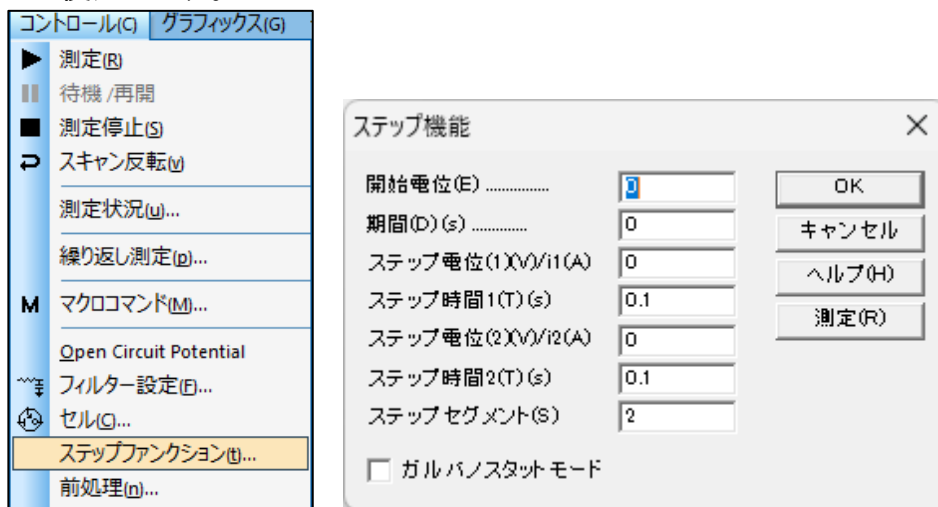 コントロール(C) グラフィックス(G)
測定(R)
待機 /再開
測定停止(S)
スキャン反転(v)
測定状況(u)...
繰り返し測定(p)...
M マクロコマンド(M)...
Open Circuit Potential
フィルター設定(F)...
セル(C)...
ステップファンクション(t)...
前処理(n)...
ステップ機能
開始電位(E) ............... 0
期間(D)(s) ............. 0
ステップ電位(1)(V)/i1(A) 0
ステップ時間1(T)(s) 0.1
ステップ電位(2)(V)/i2(A) 0
ステップ時間2(T)(s) 0.1
ステップ セグメント(S) 2
ガルバノスタット モード
OK
キャンセル
ヘルプ(H)
測定(R)